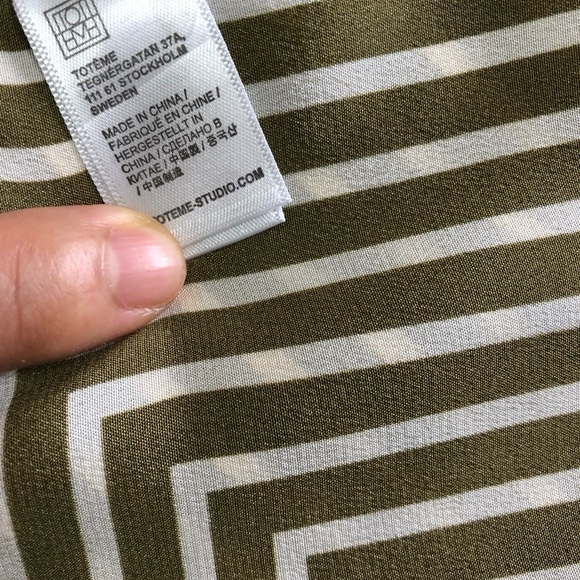 TOTÊME
TEGNÉRGATAN 37A,
111 61 STOCKHOLM
SWEDEN
MADE IN CHINA /
FABRIQUÉ EN CHINE /
HERGESTELLT IN
CHINA / СДЕЛАНО В
КИТАЕ / 中国製 / 중국산
/ 中国制造
TOTEME-STUDIO.COM